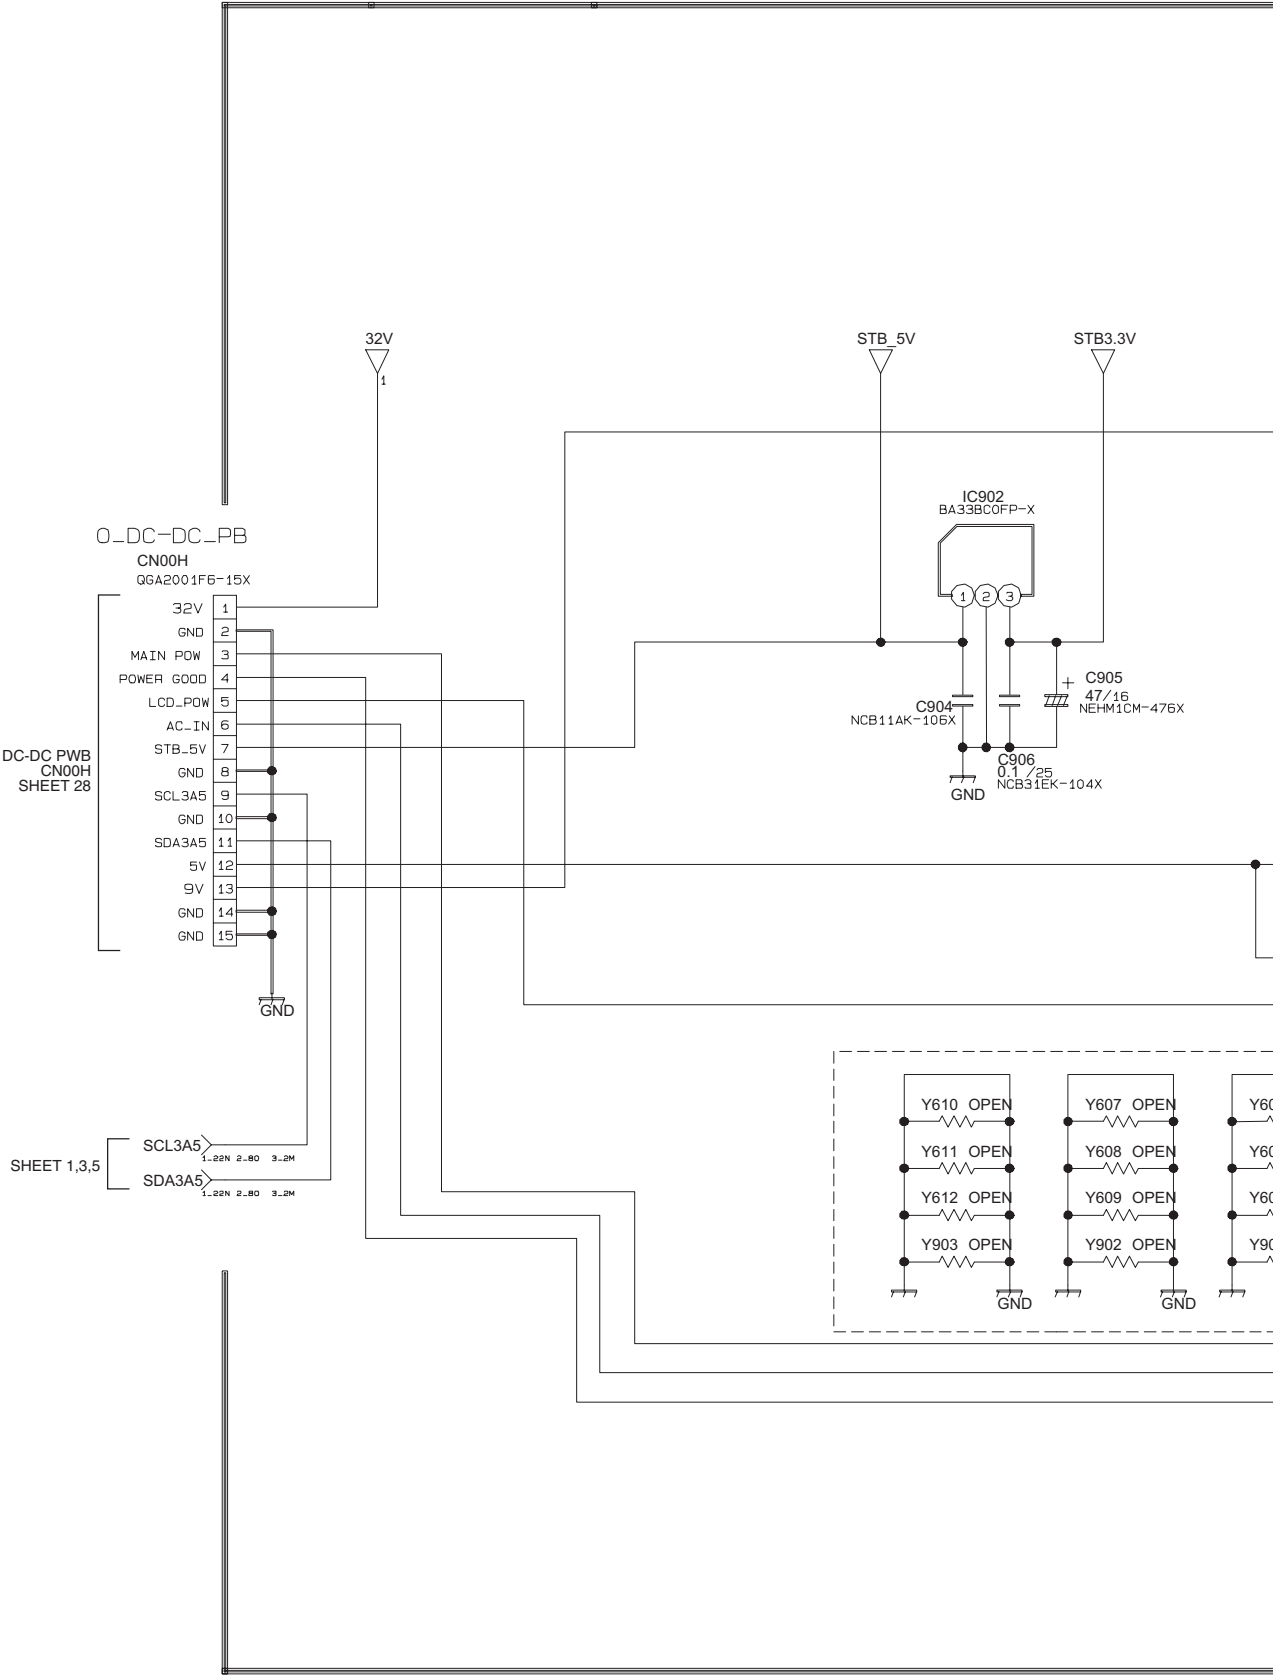 32V
1
STB_5V
STB3.3V
IC902
BA33BC0FP-X
1 2 3
O_DC-DC_PB
CN00H
QGA2001F6-15X
32V 1
GND 2
MAIN POW 3
POWER GOOD 4
LCD_POW 5
AC_IN 6
STB_5V 7
GND 8
SCL3A5 9
GND 10
SDA3A5 11
5V 12
9V 13
GND 14
GND 15
DC-DC PWB
CN00H
SHEET 28
GND
C904
NCB11AK-106X
+ C905
47/16
NEHM1CM-476X
C906
0.1 /25
NCB31EK-104X
GND
SHEET 1,3,5
SCL3A5
1_22N 2_80 3_2M
SDA3A5
1_22N 2_80 3_2M
Y610 OPEN Y607 OPEN Y60
Y611 OPEN Y608 OPEN Y60
Y612 OPEN Y609 OPEN Y60
Y903 OPEN Y902 OPEN Y90
GND GND